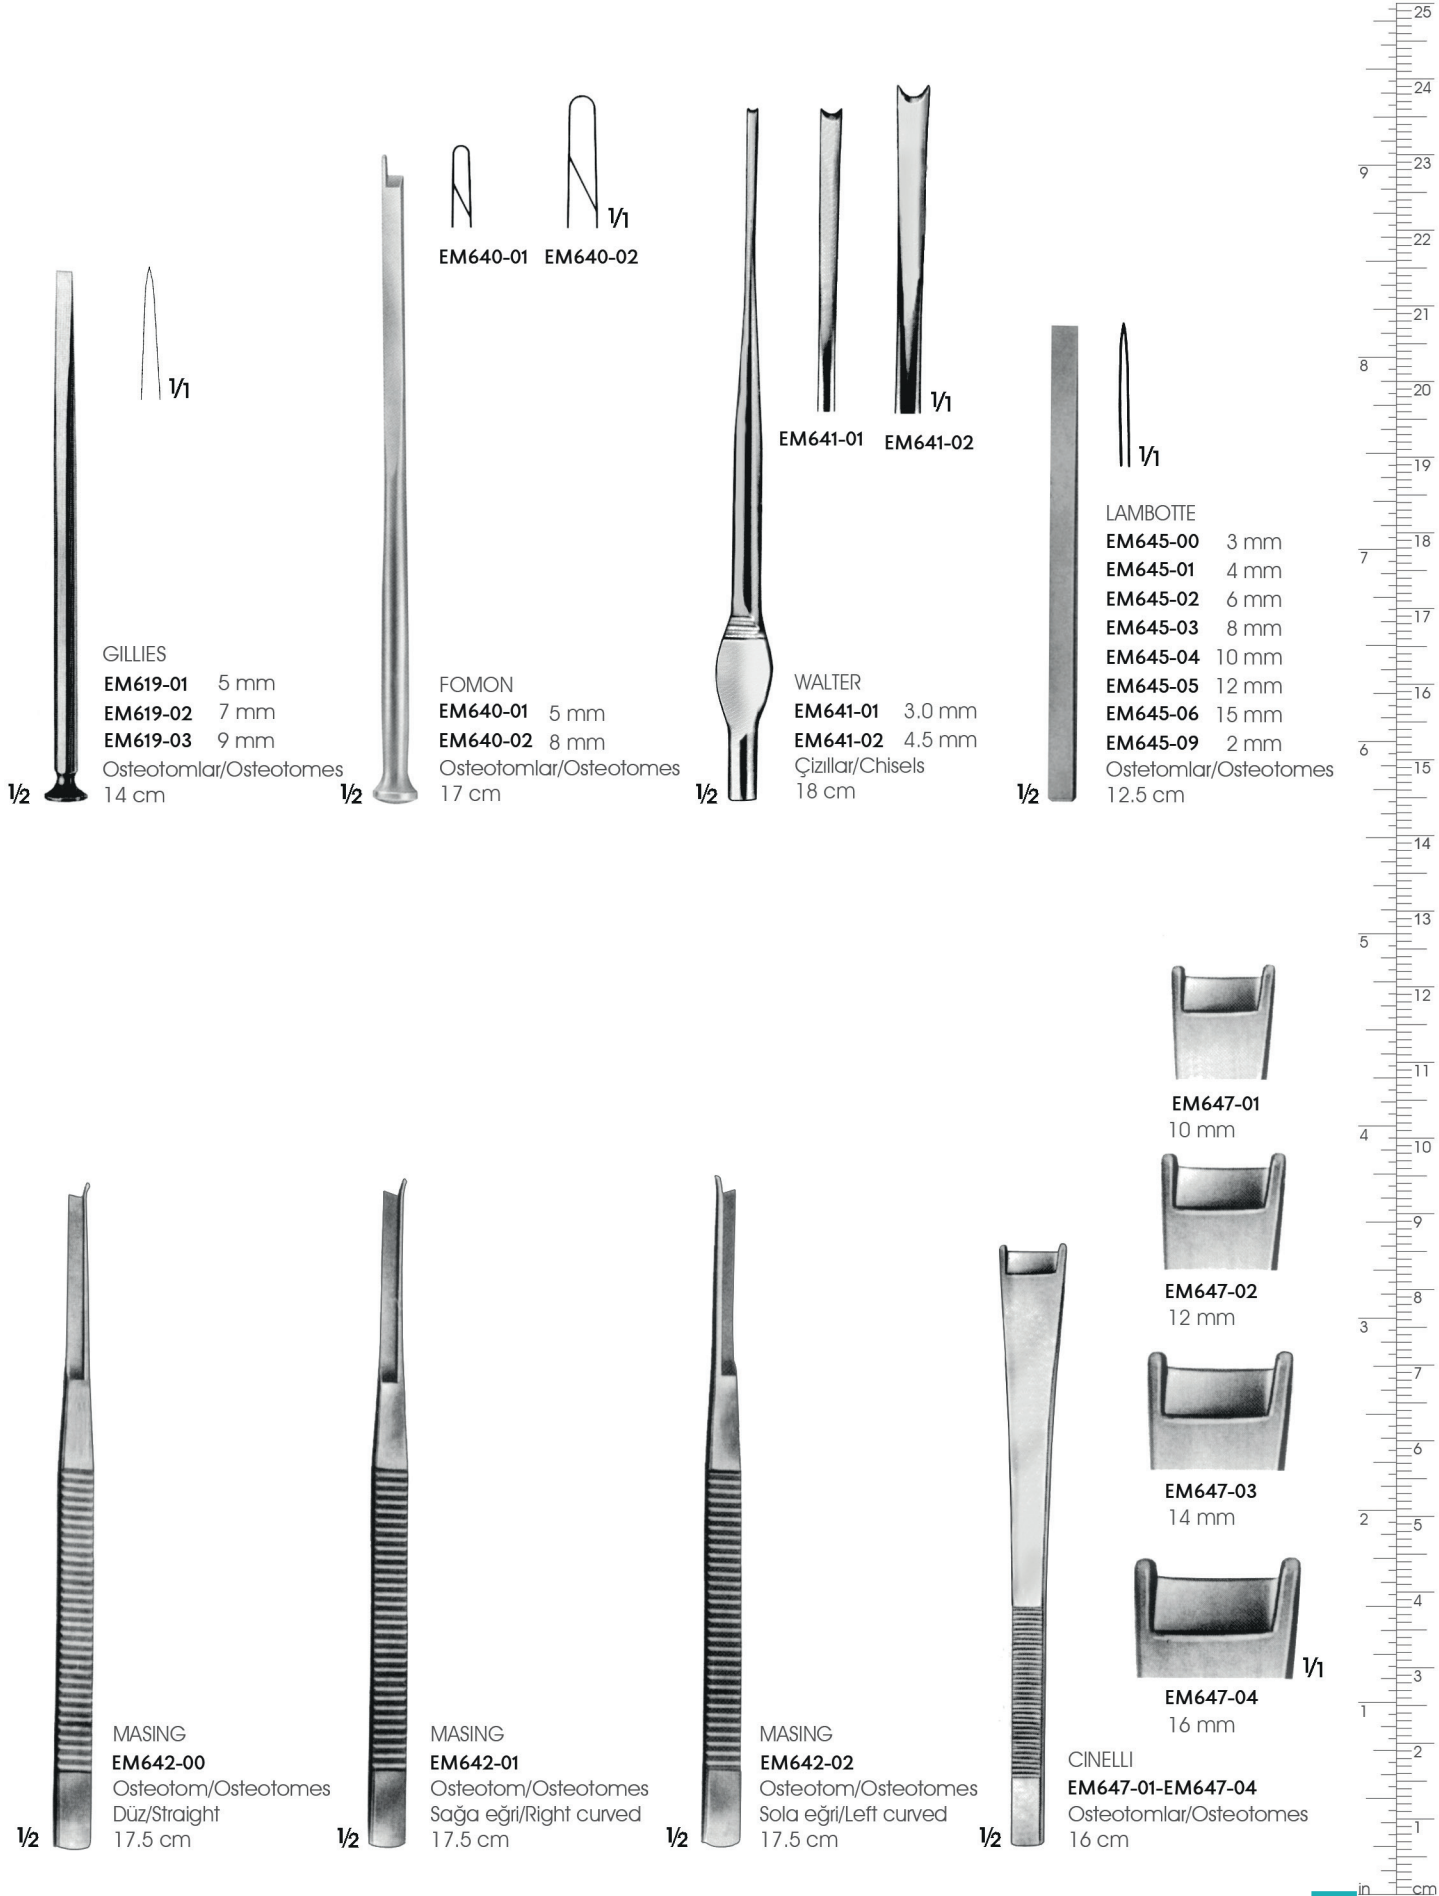 EM640-01 EM640-02
1/1
EM641-01 EM641-02
1/1
1/1
1/1
GILLIES
EM619-01 5 mm
EM619-02 7 mm
EM619-03 9 mm
Osteotomlar/Osteotomes
14 cm
1/2
FOMON
EM640-01 5 mm
EM640-02 8 mm
Osteotomlar/Osteotomes
17 cm
1/2
WALTER
EM641-01 3.0 mm
EM641-02 4.5 mm
Çizıllar/Chisels
18 cm
1/2
LAMBOTTE
EM645-00 3 mm
EM645-01 4 mm
EM645-02 6 mm
EM645-03 8 mm
EM645-04 10 mm
EM645-05 12 mm
EM645-06 15 mm
EM645-09 2 mm
Ostetomlar/Osteotomes
12.5 cm
1/2
MASING
EM642-00
Osteotom/Osteotomes
Düz/Straight
17.5 cm
1/2
MASING
EM642-01
Osteotom/Osteotomes
Sağa eğri/Right curved
17.5 cm
1/2
MASING
EM642-02
Osteotom/Osteotomes
Sola eğri/Left curved
17.5 cm
1/2
EM647-01
10 mm
EM647-02
12 mm
EM647-03
14 mm
1/1
EM647-04
16 mm
CINELLI
EM647-01-EM647-04
Osteotomlar/Osteotomes
16 cm
1/2
25
24
23
22
21
20
19
18
17
16
15
14
13
12
11
10
9
8
7
6
5
4
3
2
1
cm
9
8
7
6
5
4
3
2
1
in